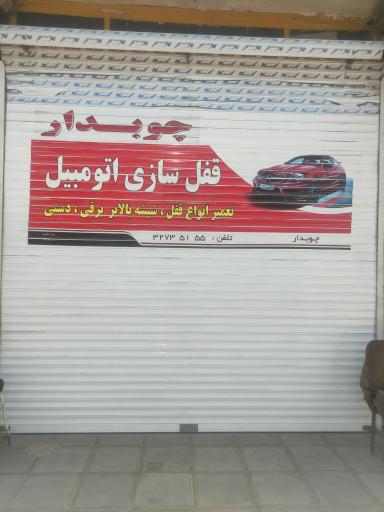 چوبدار
قفل سازی اتومبیل
تعمیر انواع قفل ، شیشه بالابر برقی ، دستی
چوبدار تلفن : ۵۵ ۵۱ ۳۲۷۳